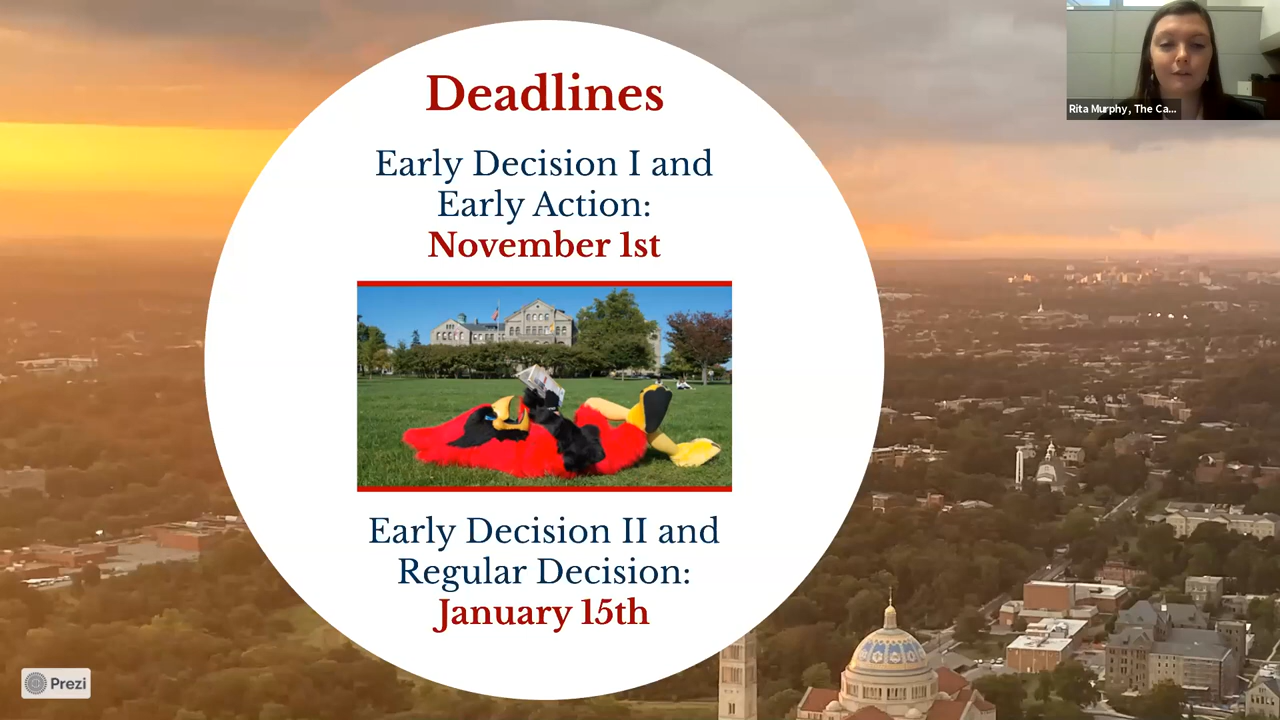 Deadlines
Early Decision I and
Early Action:
November 1st
Early Decision II and
Regular Decision:
January 15th
Rita Murphy, The Ca...
Prezi